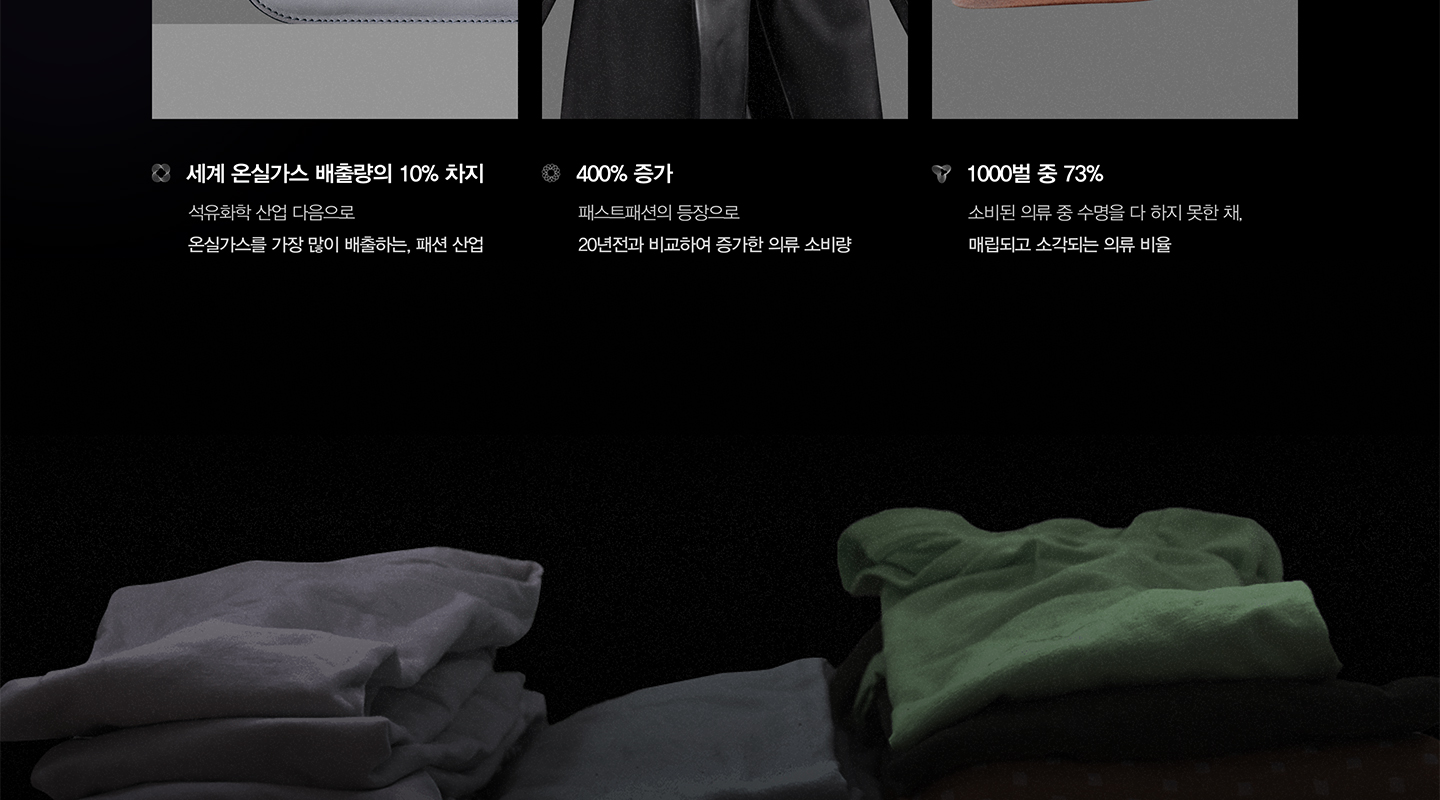 세계 온실가스 배출량의 10% 차지
석유화학 산업 다음으로
온실가스를 가장 많이 배출하는, 패션 산업
400% 증가
패스트패션의 등장으로
20년전과 비교하여 증가한 의류 소비량
1000벌 중 73%
소비된 의류 중 수명을 다 하지 못한 채,
매립되고 소각되는 의류 비율